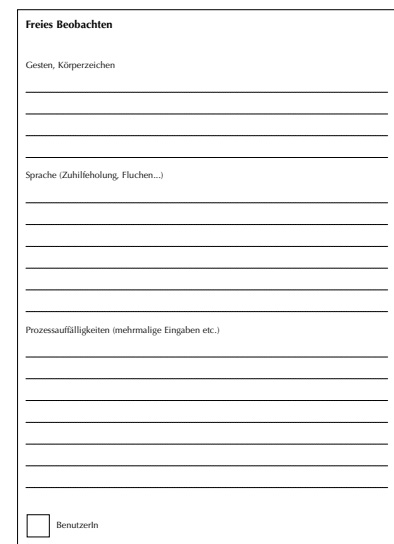 Freies Beobachten
Gesten, Körperzeichen
Sprache (Zuhilfeholung, Fluchen...)
Prozessauffälligkeiten (mehrmalige Eingaben etc.)
BenutzerIn